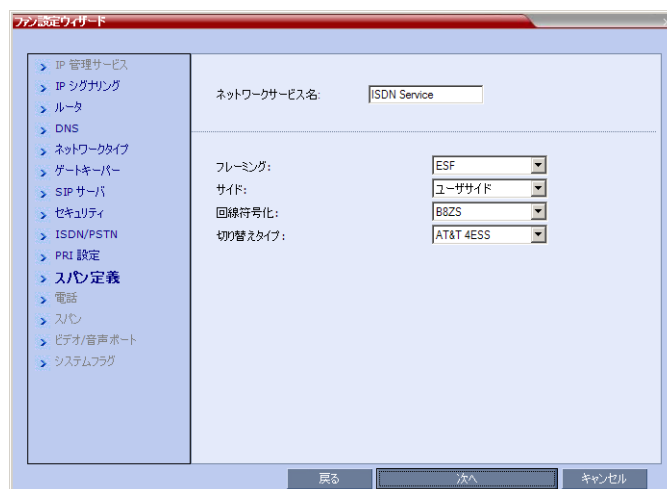 ファン設定ウィザード
IP 管理サービス
IP シグナリング
ルータ
DNS
ネットワークタイプ
ゲートキーパー
SIP サーバ
セキュリティ
ISDN/PSTN
PRI 設定
スパン定義
電話
スパン
ビデオ/音声ポート
システムフラグ
ネットワークサービス名: ISDN Service
フレーミング: ESF
サイド: ユーザサイド
回線符号化: B8ZS
切り替えタイプ: AT&T 4ESS
戻る 次へ キャンセル